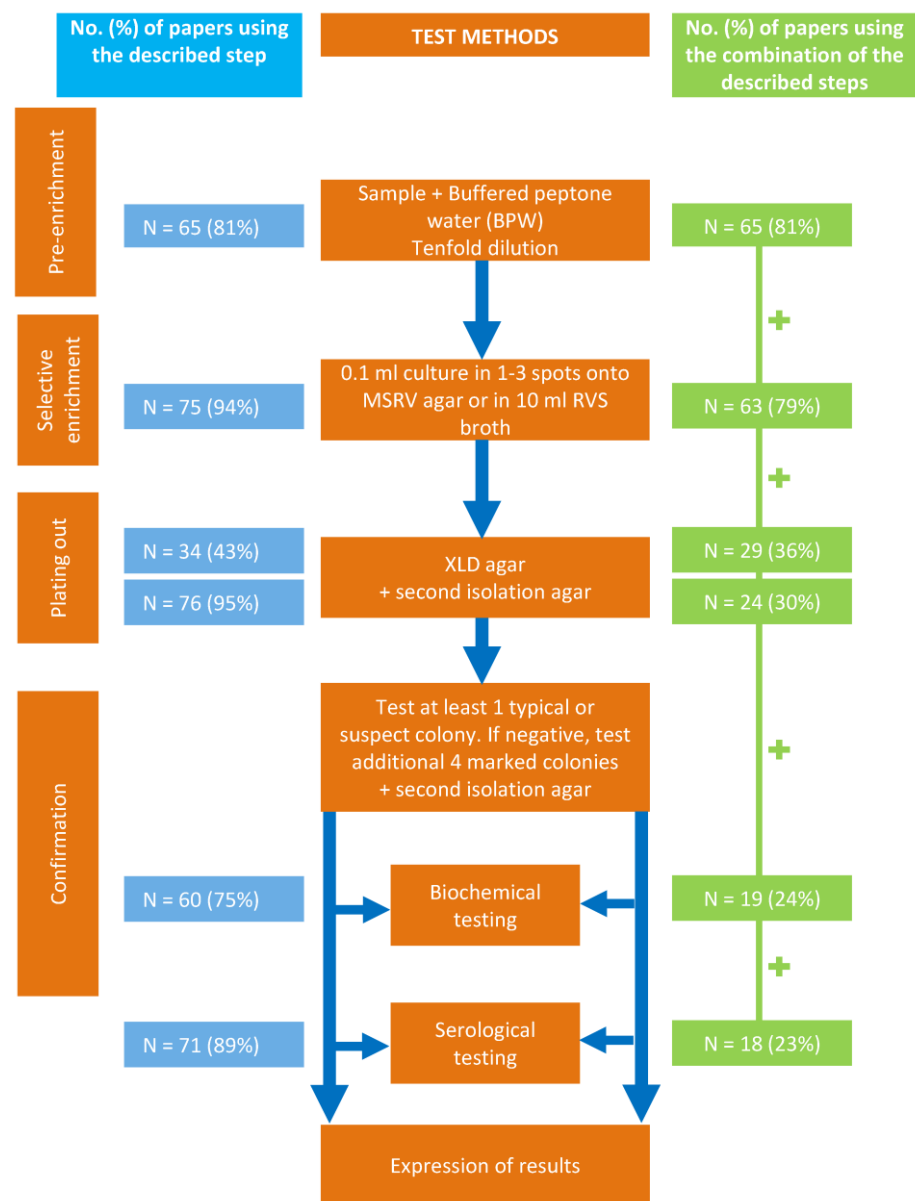 No. (%) of papers using
the described step
TEST METHODS
No. (%) of papers using
the combination of the
described steps
Pre-enrichment
N = 65 (81%)
Sample + Buffered peptone
water (BPW)
Tenfold dilution
N = 65 (81%)
+
Selective
enrichment
N = 75 (94%)
0.1 ml culture in 1-3 spots onto
MSRV agar or in 10 ml RVS
broth
N = 63 (79%)
+
Plating out
N = 34 (43%)
N = 76 (95%)
XLD agar
+ second isolation agar
N = 29 (36%)
N = 24 (30%)
Confirmation
Test at least 1 typical or
suspect colony. If negative, test
additional 4 marked colonies
+ second isolation agar
+
N = 60 (75%)
Biochemical
testing
N = 19 (24%)
+
N = 71 (89%)
Serological
testing
N = 18 (23%)
Expression of results